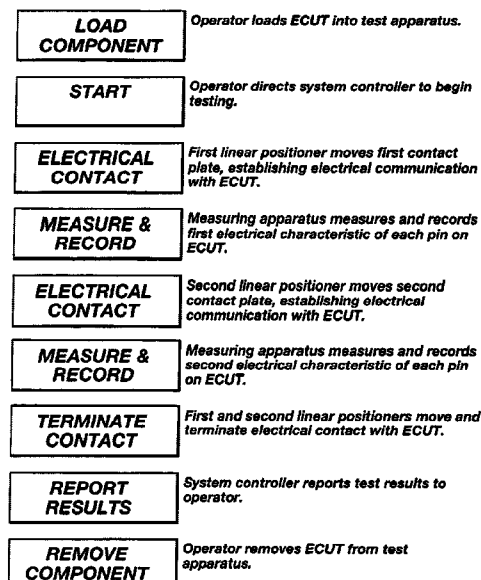 LOAD
COMPONENT
Operator loads ECUT into test apparatus.
START
Operator directs system controller to begin
testing.
ELECTRICAL
CONTACT
First linear positioner moves first contact
plate, establishing electrical communication
with ECUT.
MEASURE &
RECORD
Measuring apparatus measures and records
first electrical characteristic of each pin on
ECUT.
ELECTRICAL
CONTACT
Second linear positioner moves second
contact plate, establishing electrical
communication with ECUT.
MEASURE &
RECORD
Measuring apparatus measures and records
second electrical characteristic of each pin
on ECUT.
TERMINATE
CONTACT
First and second linear positioners move and
terminate electrical contact with ECUT.
REPORT
RESULTS
System controller reports test results to
operator.
REMOVE
COMPONENT
Operator removes ECUT from test
apparatus.